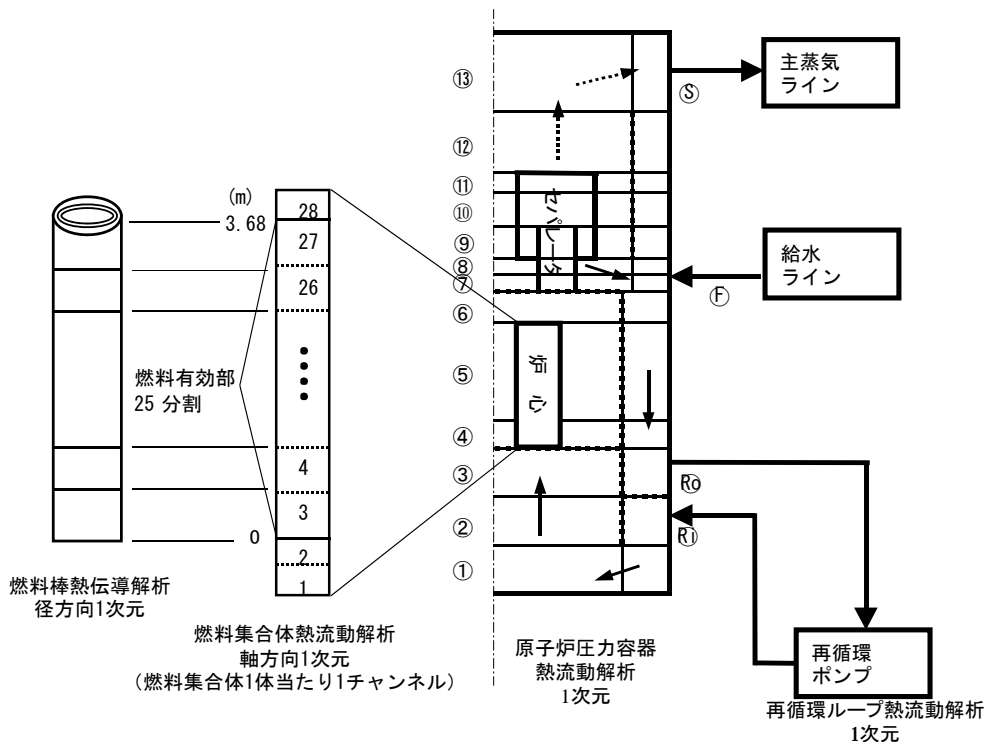 (m)
3.68
0
燃料有効部
25 分割
燃料棒熱伝導解析
径方向1次元
28
27
26
4
3
2
1
燃料集合体熱流動解析
軸方向1次元
（燃料集合体1体当たり1チャンネル）
⑬
⑫
⑪
⑩
⑨
⑧
⑦
⑥
⑤
④
③
②
①
セパレータ
炉心
原子炉圧力容器
熱流動解析
1次元
Ⓢ
主蒸気
ライン
Ⓕ
給水
ライン
Ro
Ri
再循環
ポンプ
再循環ループ熱流動解析
1次元